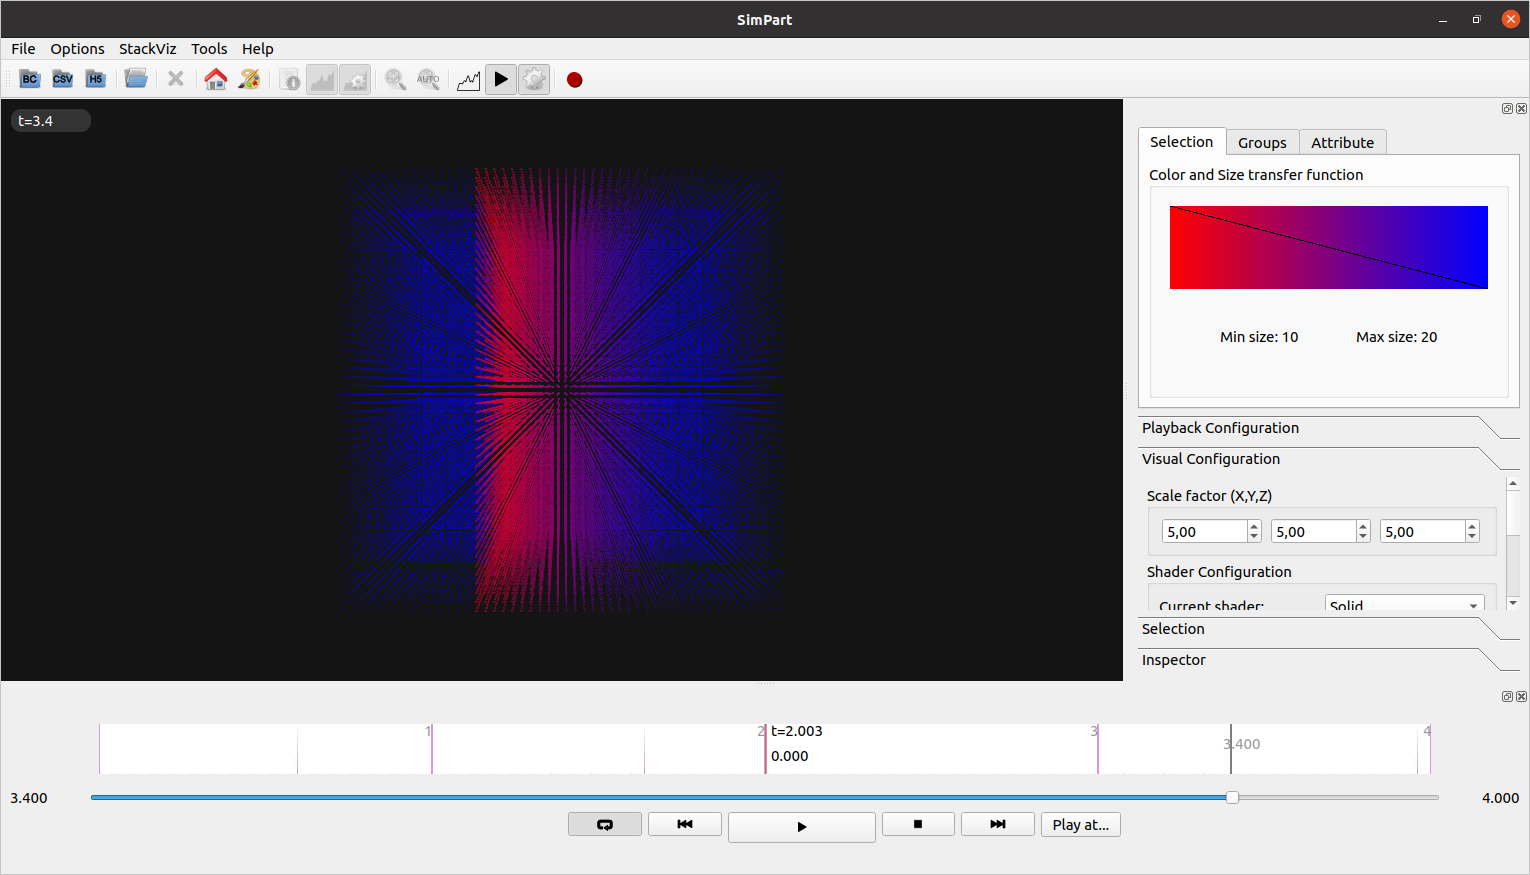 SimPart
File Options StackViz Tools Help
BC CSV H5 AUTO
t=3.4
Selection Groups Attribute
Color and Size transfer function
Min size: 10 Max size: 20
Playback Configuration
Visual Configuration
Scale factor (X,Y,Z)
5,00 5,00 5,00
Shader Configuration
Current shader: Solid
Selection
Inspector
1 2 t=2.003 3 4
3.400
0.000
3.400 4.000
Play at...